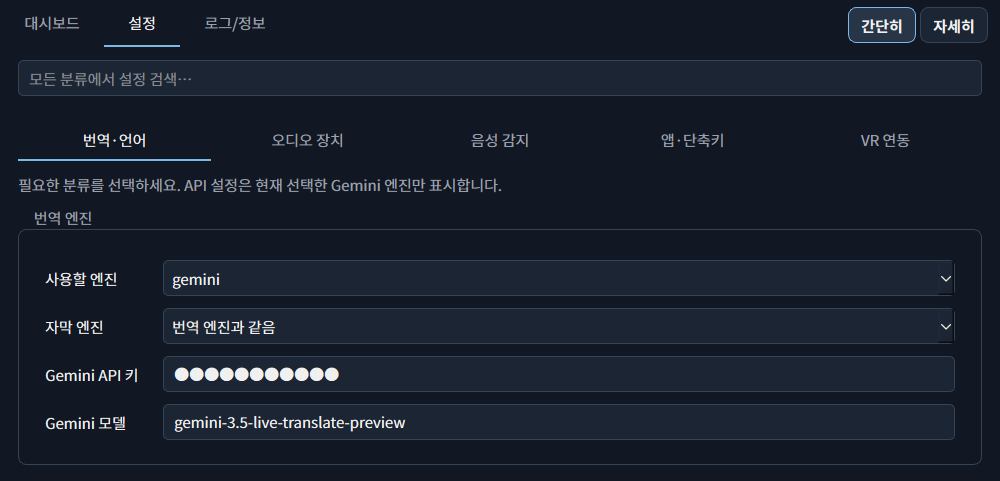 대시보드 설정 로그/정보 간단히 자세히
모든 분류에서 설정 검색…
번역·언어 오디오 장치 음성 감지 앱·단축키 VR 연동
필요한 분류를 선택하세요. API 설정은 현재 선택한 Gemini 엔진만 표시합니다.
번역 엔진
사용할 엔진 gemini
자막 엔진 번역 엔진과 같음
Gemini API 키 ●●●●●●●●●●●
Gemini 모델 gemini-3.5-live-translate-preview